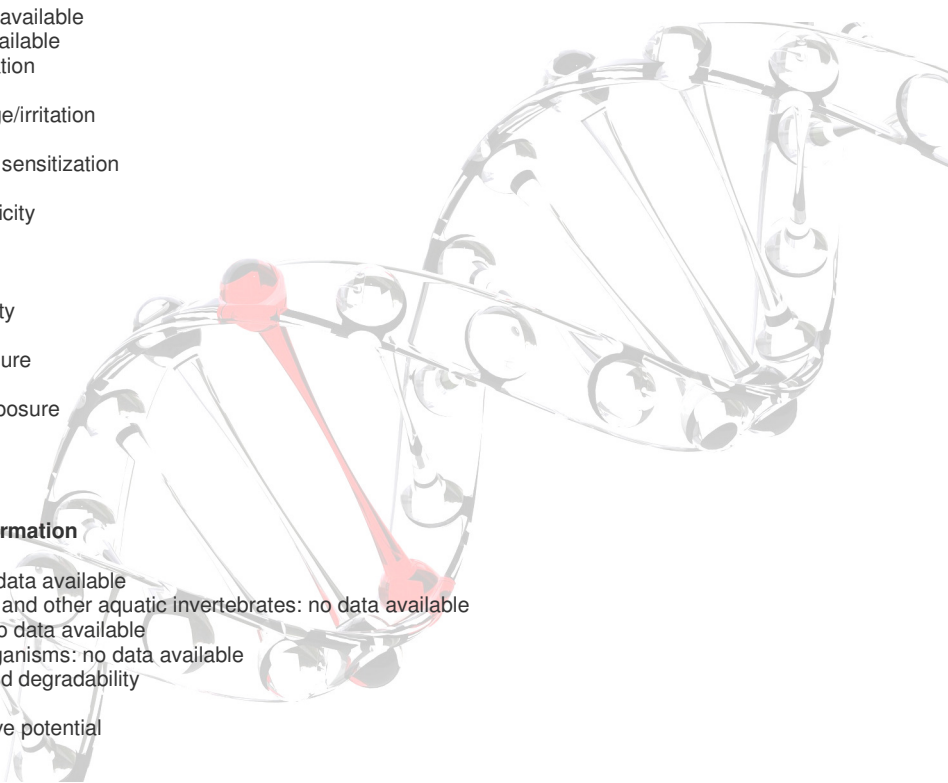 available
ailable
tion
ge/irritation
sensitization
icity
ty
ure
posure
rmation
data available
and other aquatic invertebrates: no data available
o data available
ganisms: no data available
d degradability
ve potential